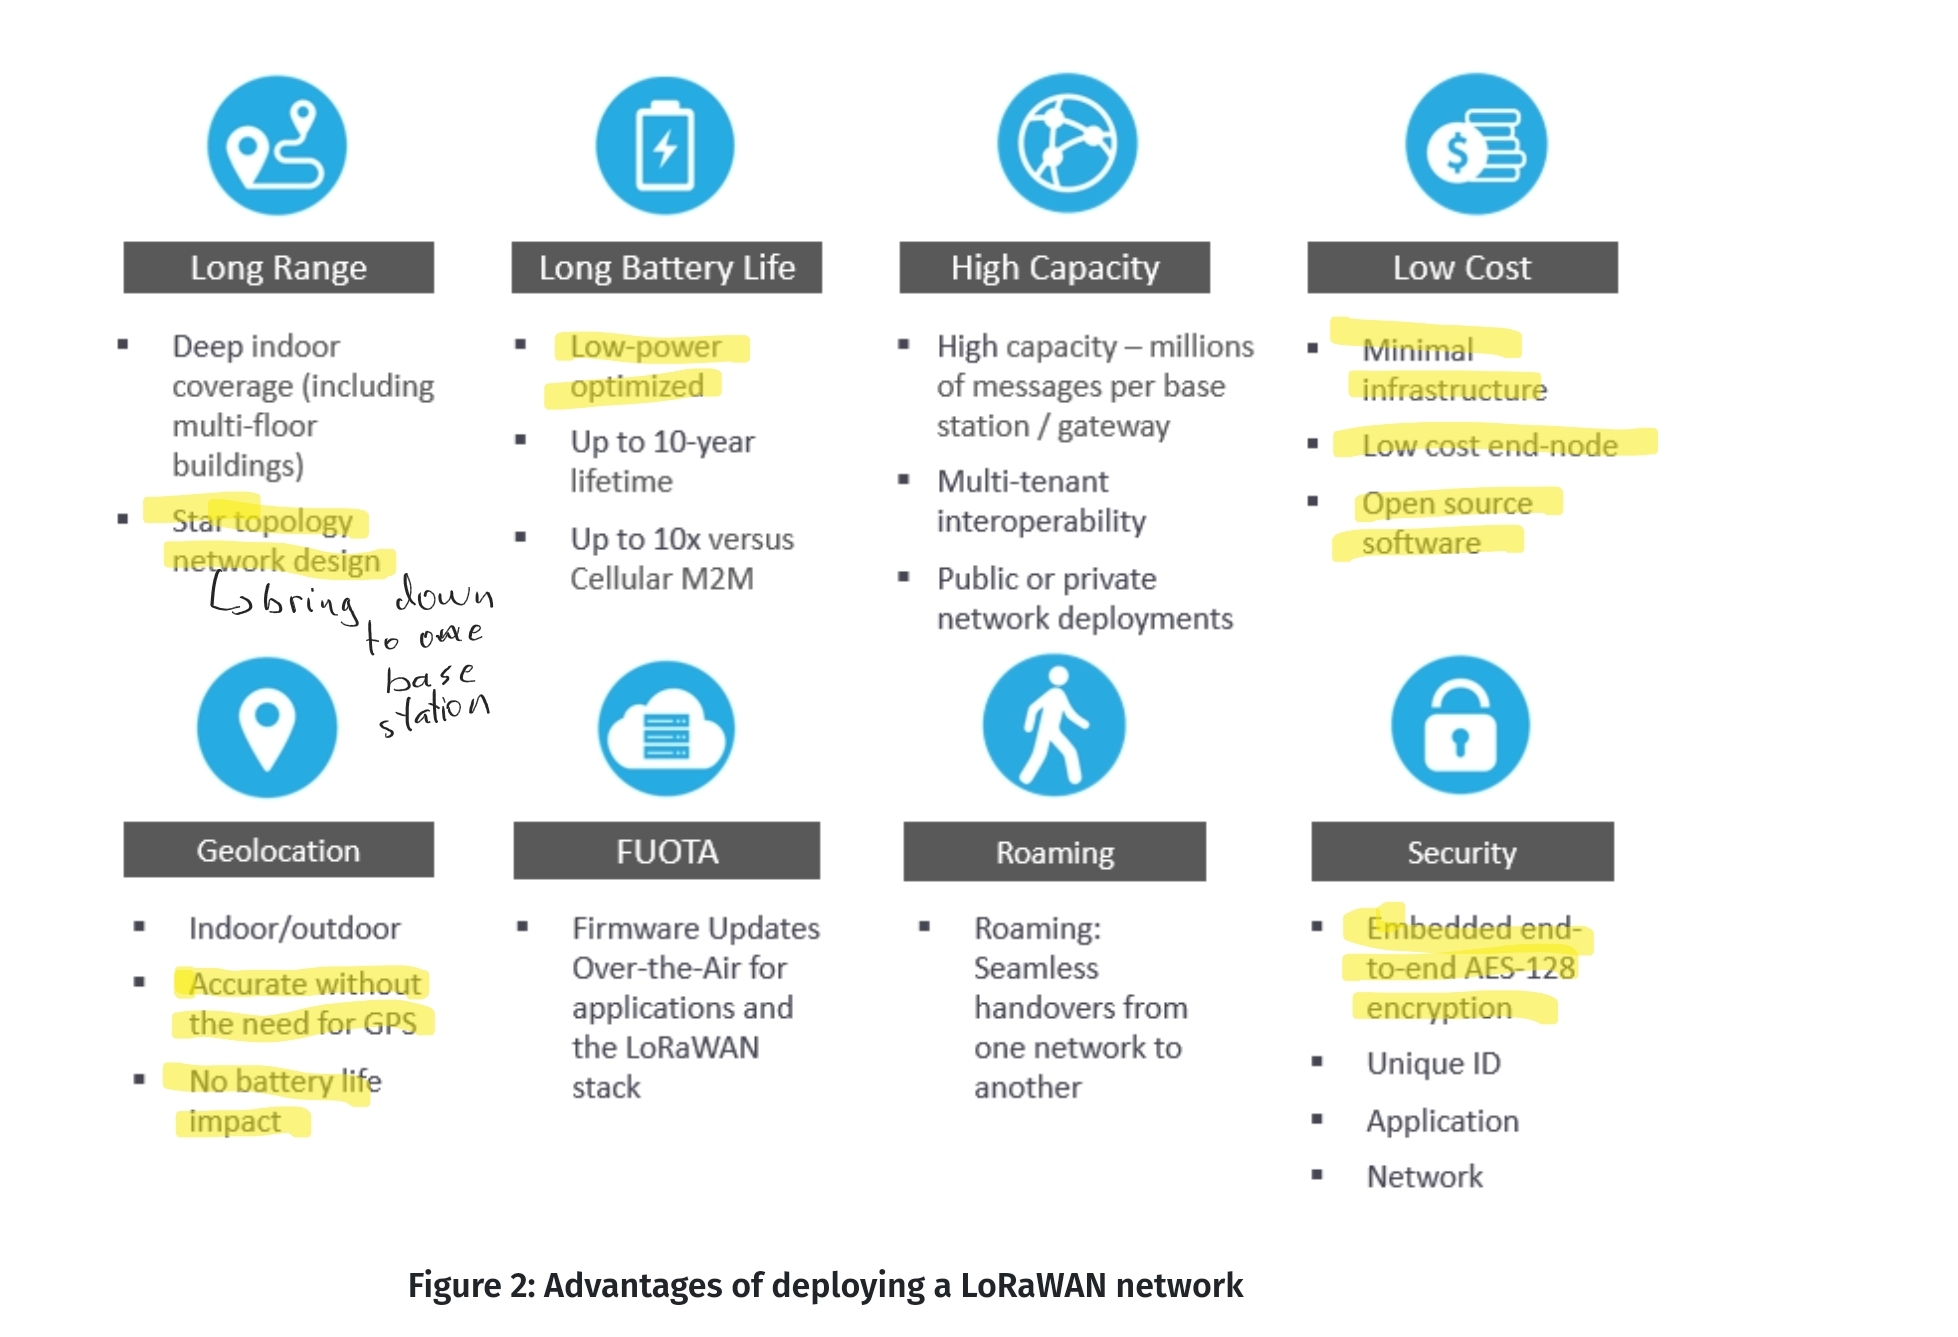 Long Range
Deep indoor
coverage (including
multi-floor
buildings)
Star topology
network design
bring down
to one
base
station
Long Battery Life
Low-power
optimized
Up to 10-year
lifetime
Up to 10x versus
Cellular M2M
High Capacity
High capacity – millions
of messages per base
station / gateway
Multi-tenant
interoperability
Public or private
network deployments
Low Cost
Minimal
infrastructure
Low cost end-node
Open source
software
Geolocation
Indoor/outdoor
Accurate without
the need for GPS
No battery life
impact
FUOTA
Firmware Updates
Over-the-Air for
applications and
the LoRaWAN
stack
Roaming
Roaming:
Seamless
handovers from
one network to
another
Security
Embedded end-
to-end AES-128
encryption
Unique ID
Application
Network
Figure 2: Advantages of deploying a LoRaWAN network